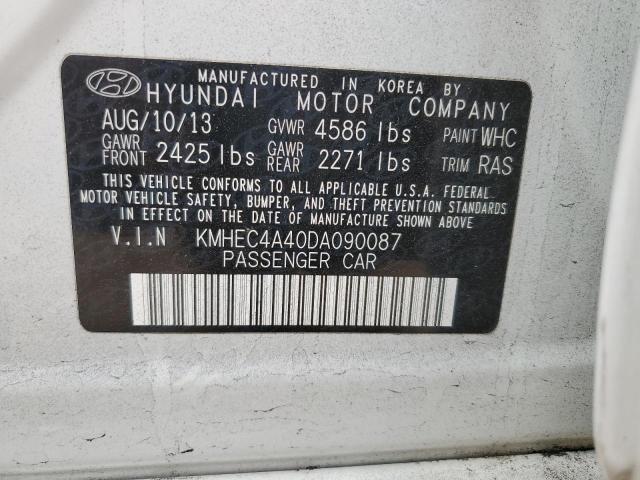 MANUFACTURED IN KOREA BY
HYUNDAI MOTOR COMPANY
AUG/10/13 GVWR 4586 lbs PAINT WHC
GAWR FRONT 2425 lbs GAWR REAR 2271 lbs TRIM RAS
THIS VEHICLE CONFORMS TO ALL APPLICABLE U.S.A. FEDERAL
MOTOR VEHICLE SAFETY, BUMPER, AND THEFT PREVENTION STANDARDS
IN EFFECT ON THE DATE OF MANUFACTURE SHOWN ABOVE.
V.I.N KMHEC4A40DA090087
PASSENGER CAR